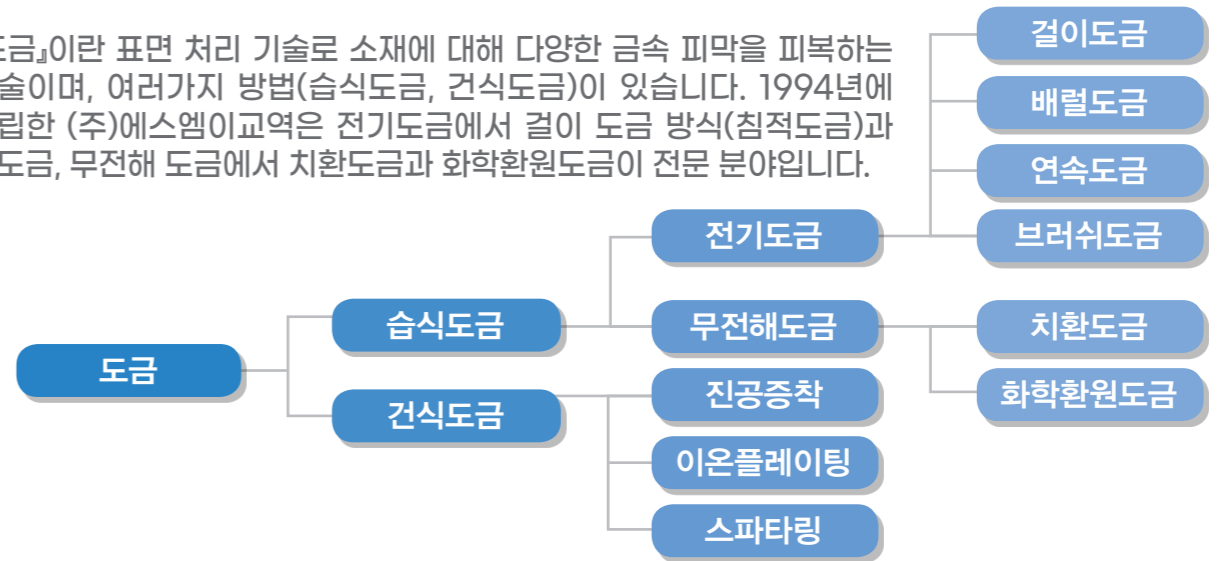 도금』이란 표면 처리 기술로 소재에 대해 다양한 금속 피막을 피복하는
술이며, 여러가지 방법(습식도금, 건식도금)이 있습니다. 1994년에
립한 (주)에스엠이교역은 전기도금에서 걸이 도금 방식(침적도금)과
도금, 무전해 도금에서 치환도금과 화학환원도금이 전문 분야입니다.
걸이도금
배럴도금
연속도금
브러쉬도금
전기도금
습식도금
무전해도금
치환도금
도금
진공증착
화학환원도금
건식도금
이온플레이팅
스파타링